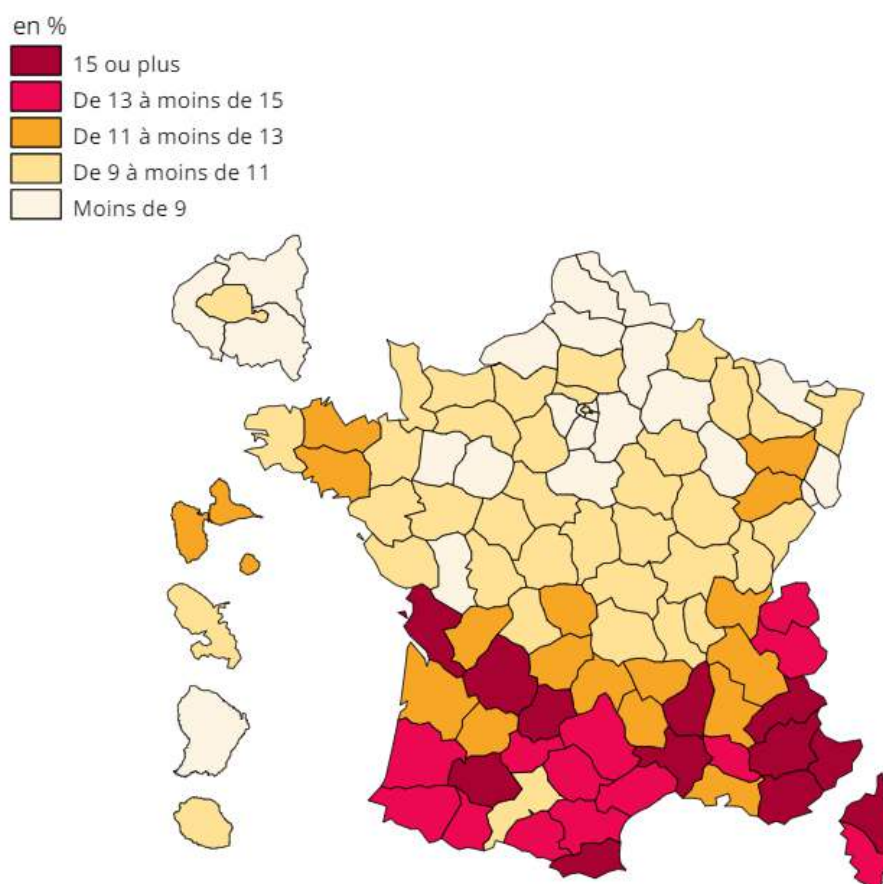 en %
15 ou plus
De 13 à moins de 15
De 11 à moins de 13
De 9 à moins de 11
Moins de 9